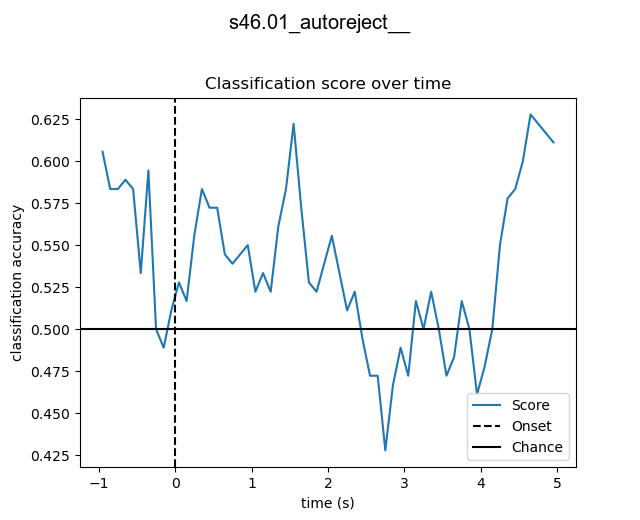 s46.01_autoreject__
Classification score over time
classification accuracy
0.625
0.600
0.575
0.550
0.525
0.500
0.475
0.450
0.425
−1
0
1
2
3
4
5
time (s)
Score
Onset
Chance